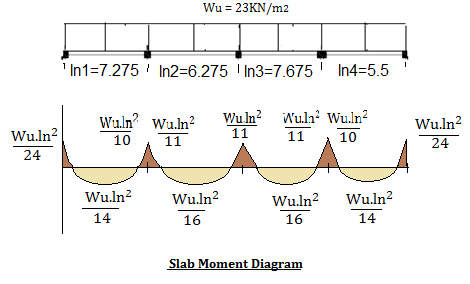 Wu = 23KN/m2
ln1=7.275 ln2=6.275 ln3=7.675 ln4=5.5
Wu.ln²/24 Wu.ln²/10 Wu.ln²/11 Wu.ln²/11 Wu.ln²/11 Wu.ln²/10 Wu.ln²/24
Wu.ln²/14 Wu.ln²/16 Wu.ln²/16 Wu.ln²/14
Slab Moment Diagram